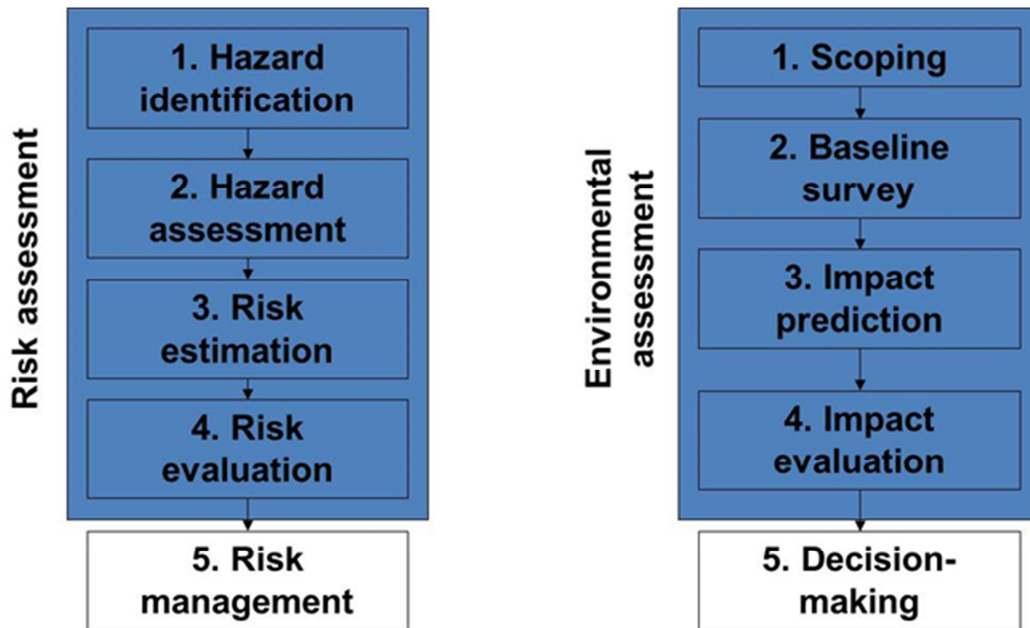 Risk assessment
1. Hazard
identification
2. Hazard
assessment
3. Risk
estimation
4. Risk
evaluation
5. Risk
management
Environmental
assessment
1. Scoping
2. Baseline
survey
3. Impact
prediction
4. Impact
evaluation
5. Decision-
making